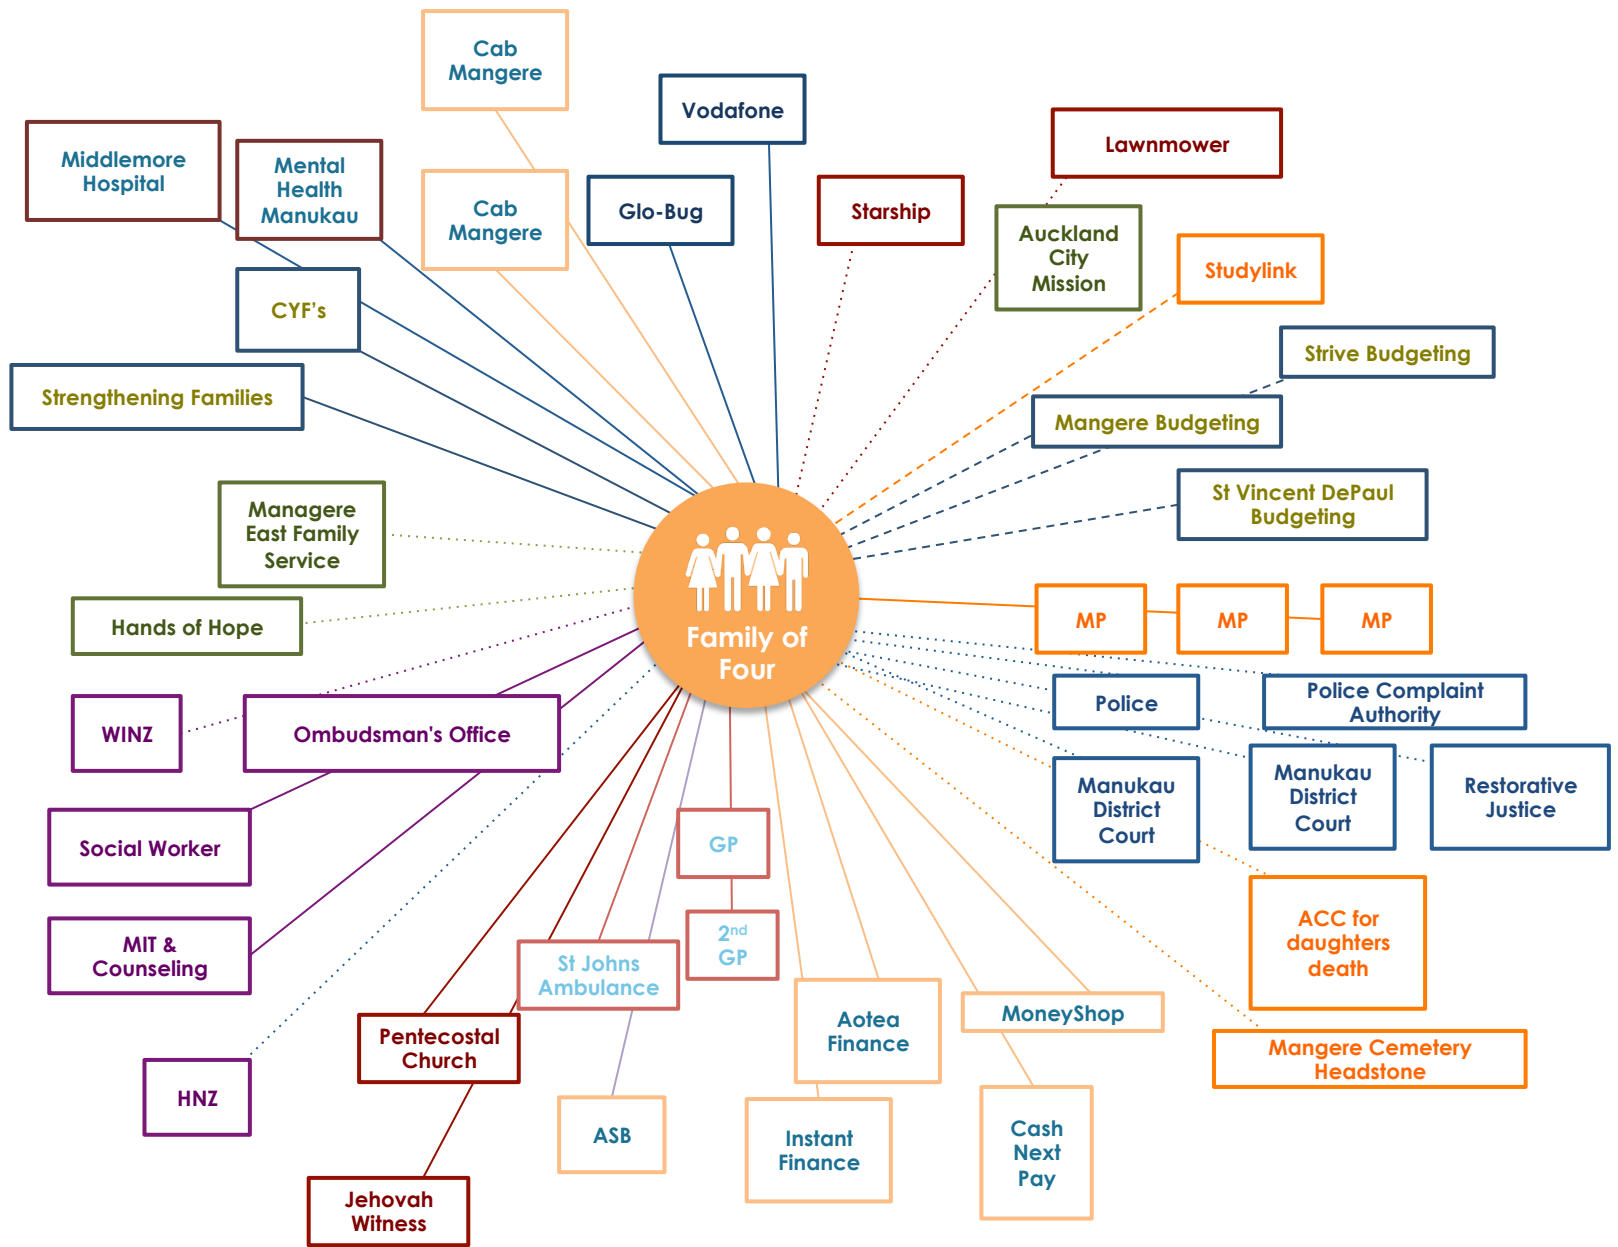 Cab
Mangere
Vodafone
Lawnmower
Middlemore
Hospital
Mental
Health
Manukau
Cab
Mangere
Glo-Bug
Starship
Auckland
City
Mission
Studylink
CYF's
Strive Budgeting
Strengthening Families
Mangere Budgeting
St Vincent DePaul
Budgeting
Managere
East Family
Service
Hands of Hope
Family of
Four
MP
MP
MP
Police
Police Complaint
Authority
WINZ
Ombudsman's Office
Manukau
District
Court
Manukau
District
Court
Restorative
Justice
Social Worker
GP
MIT &
Counseling
2nd
GP
St Johns
Ambulance
ACC for
daughters
death
Pentecostal
Church
Aotea
Finance
MoneyShop
Mangere Cemetery
Headstone
HNZ
ASB
Instant
Finance
Cash
Next
Pay
Jehovah
Witness